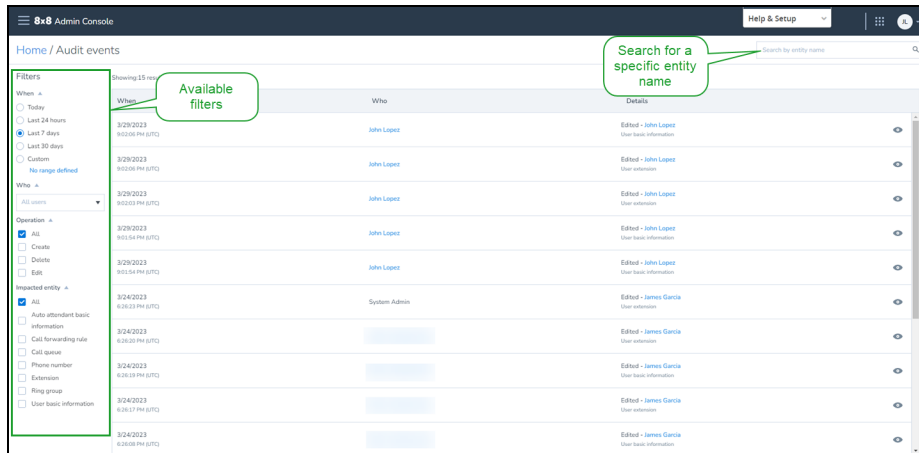 8x8 Admin Console
Help & Setup
JL
Home / Audit events
Search for a
specific entity
name
Search by entity name
Filters
Showing:15
Available
filters
When
Today
Last 24 hours
Last 7 days
Last 30 days
Custom
No range defined
Who
All users
Operation
All
Create
Delete
Edit
Impacted entity
All
Auto attendant basic
information
Call forwarding rule
Call queue
Phone number
Extension
Ring group
User basic information
When Who Details
3/29/2023 John Lopez Edited - John Lopez
9:02:06 PM (UTC) User basic information
3/29/2023 John Lopez Edited - John Lopez
9:02:06 PM (UTC) User extension
3/29/2023 John Lopez Edited - John Lopez
9:02:03 PM (UTC) User extension
3/29/2023 John Lopez Edited - John Lopez
9:01:54 PM (UTC) User basic information
3/29/2023 John Lopez Edited - John Lopez
9:01:54 PM (UTC) User basic information
3/24/2023 System Admin Edited - James Garcia
6:26:23 PM (UTC) User extension
3/24/2023 Edited - James Garcia
6:26:20 PM (UTC) User extension
3/24/2023 Edited - James Garcia
6:26:19 PM (UTC) User basic information
3/24/2023 Edited - James Garcia
6:26:17 PM (UTC) User basic information
3/24/2023 Edited - James Garcia
6:26:08 PM (UTC) User basic information